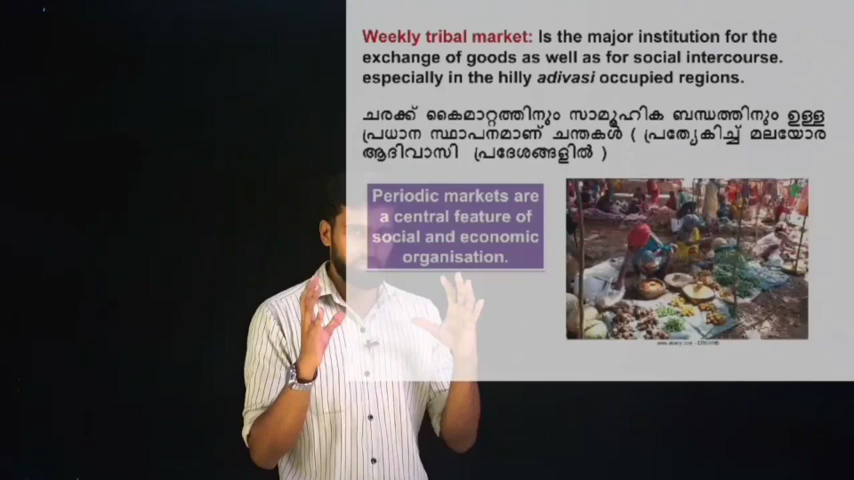 Weekly tribal market: Is the major institution for the
exchange of goods as well as for social intercourse.
especially in the hilly adivasi occupied regions.
ചരക്ക് കൈമാറ്റത്തിനും സാമൂഹിക ബന്ധത്തിനും ഉള്ള
പ്രധാന സ്ഥാപനമാണ് ചന്തകൾ ( പ്രത്യേകിച്ച് മലയോര
ആദിവാസി പ്രദേശങ്ങളിൽ )
Periodic markets are
a central feature of
social and economic
organisation.